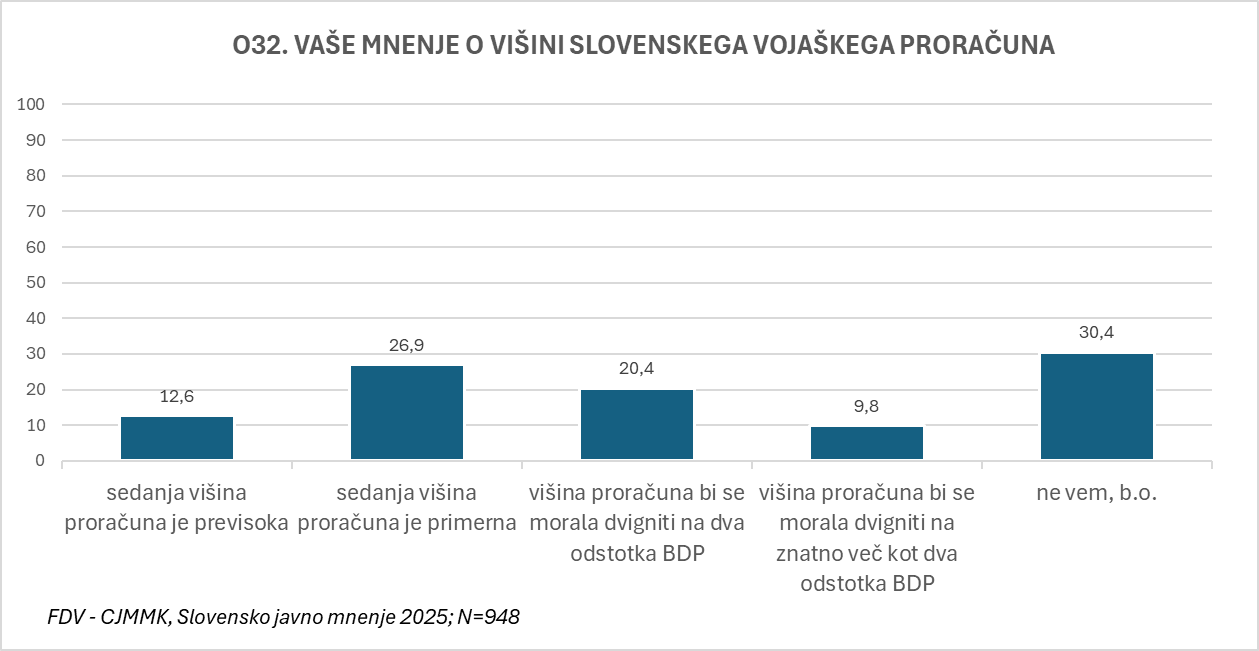 O32. VAŠE MNENJE O VIŠINI SLOVENSKEGA VOJAŠKEGA PRORAČUNA
100
90
80
70
60
50
40
30
20
10
0
12,6
26,9
20,4
9,8
30,4
sedanja višina
proračuna je previsoka
sedanja višina
proračuna je primerna
višina proračuna bi se
morala dvigniti na dva
odstotka BDP
višina proračuna bi se
morala dvigniti na
znatno več kot dva
odstotka BDP
ne vem, b.o.
FDV - CJMMK, Slovensko javno mnenje 2025; N=948